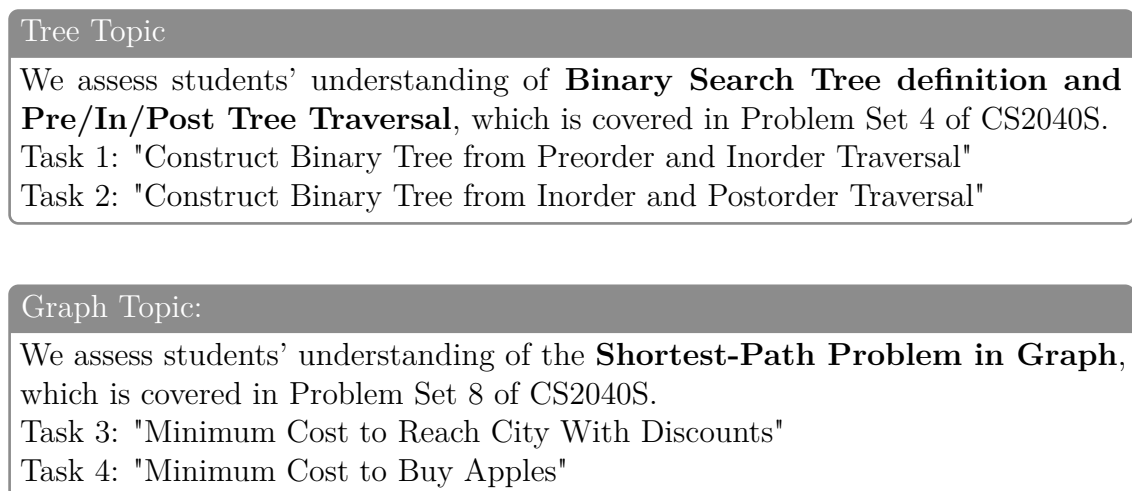 Tree Topic
We assess students' understanding of Binary Search Tree definition and
Pre/In/Post Tree Traversal, which is covered in Problem Set 4 of CS2040S.
Task 1: "Construct Binary Tree from Preorder and Inorder Traversal"
Task 2: "Construct Binary Tree from Inorder and Postorder Traversal"
Graph Topic:
We assess students' understanding of the Shortest-Path Problem in Graph,
which is covered in Problem Set 8 of CS2040S.
Task 3: "Minimum Cost to Reach City With Discounts"
Task 4: "Minimum Cost to Buy Apples"